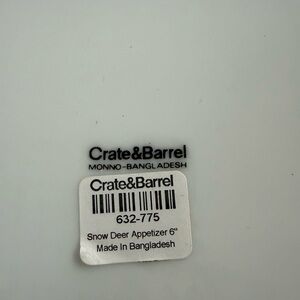 Crate&Barrel
MONNO-BANGLADESH
Crate&Barrel
632-775
Snow Deer Appetizer 6"
Made In Bangladesh